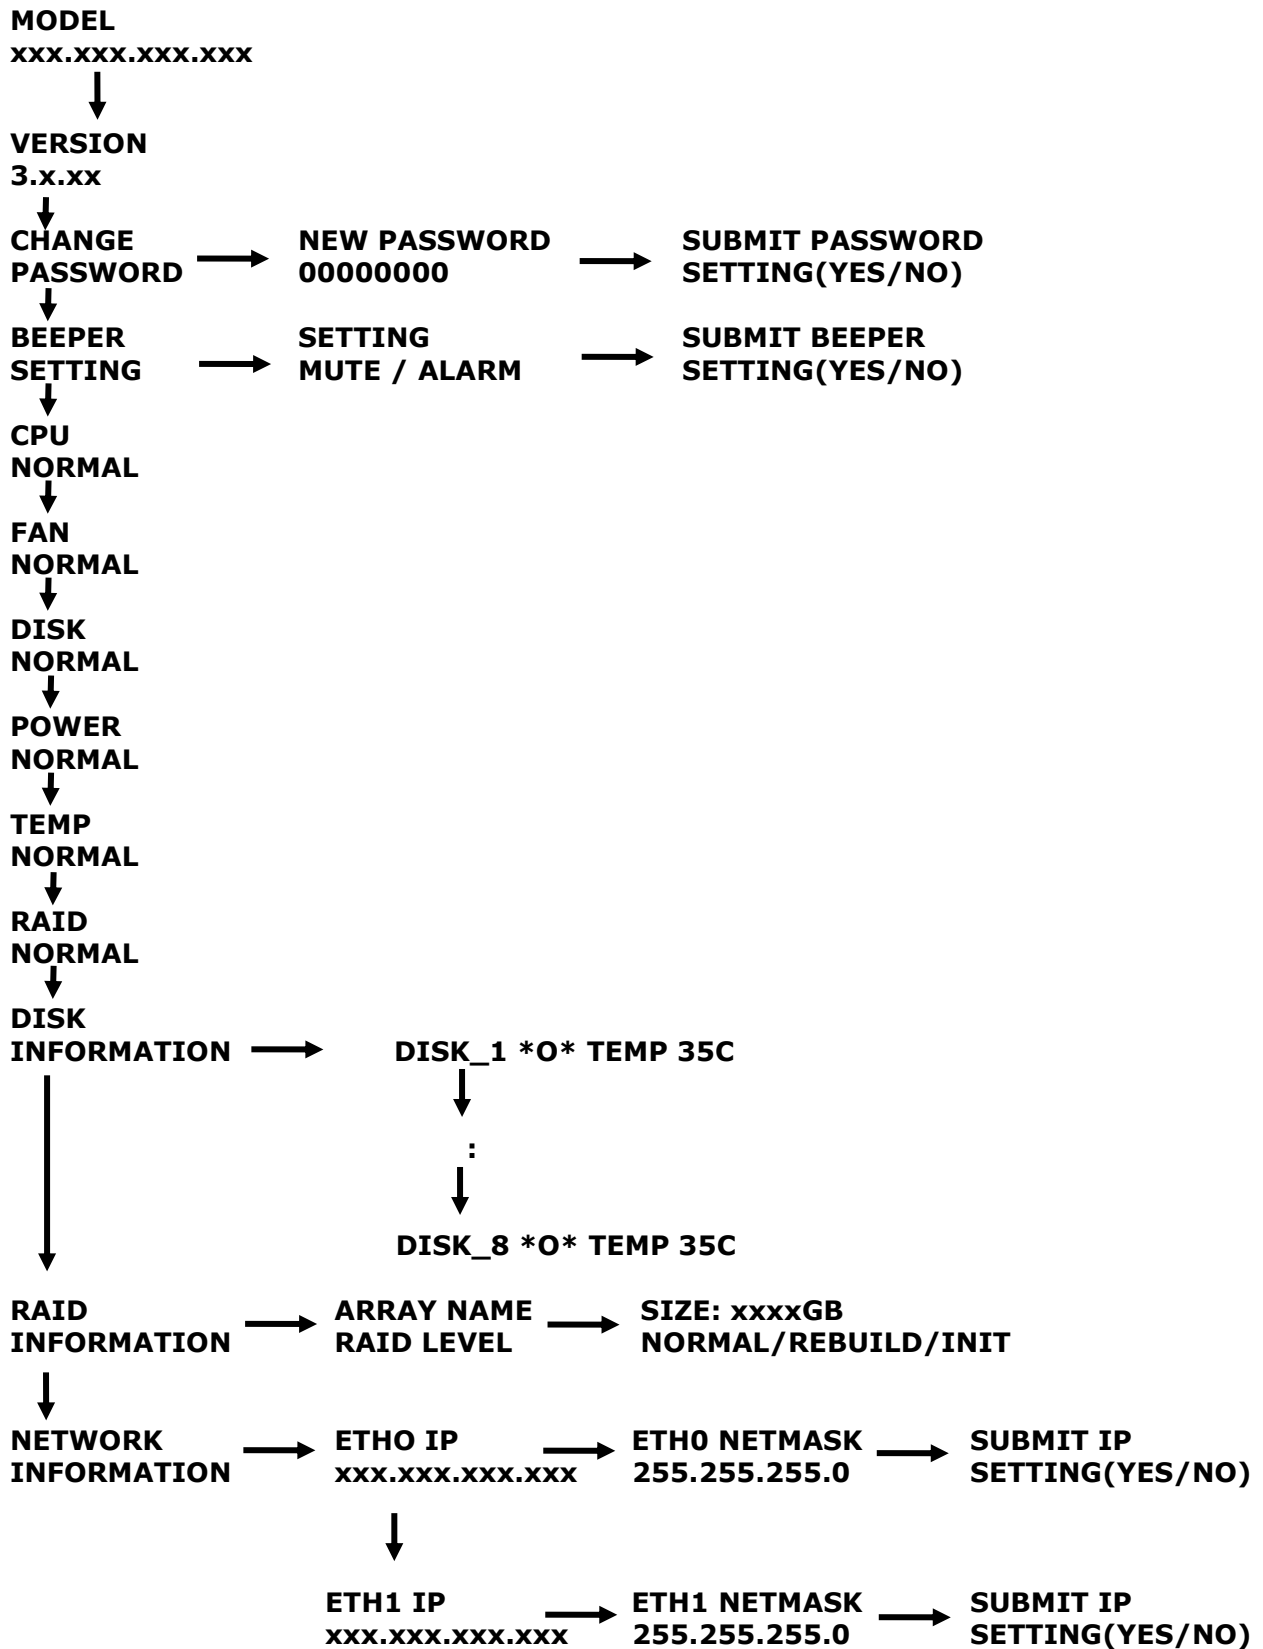 MODEL
xxx.xxx.xxx.xxx
VERSION
3.x.xx
CHANGE
PASSWORD
NEW PASSWORD
00000000
SUBMIT PASSWORD
SETTING(YES/NO)
BEEPER
SETTING
SETTING
MUTE / ALARM
SUBMIT BEEPER
SETTING(YES/NO)
CPU
NORMAL
FAN
NORMAL
DISK
NORMAL
POWER
NORMAL
TEMP
NORMAL
RAID
NORMAL
DISK
INFORMATION
DISK_1 *O* TEMP 35C
:
DISK_8 *O* TEMP 35C
RAID
INFORMATION
ARRAY NAME
RAID LEVEL
SIZE: xxxxGB
NORMAL/REBUILD/INIT
NETWORK
INFORMATION
ETHO IP
xxx.xxx.xxx.xxx
ETH0 NETMASK
255.255.255.0
SUBMIT IP
SETTING(YES/NO)
ETH1 IP
xxx.xxx.xxx.xxx
ETH1 NETMASK
255.255.255.0
SUBMIT IP
SETTING(YES/NO)